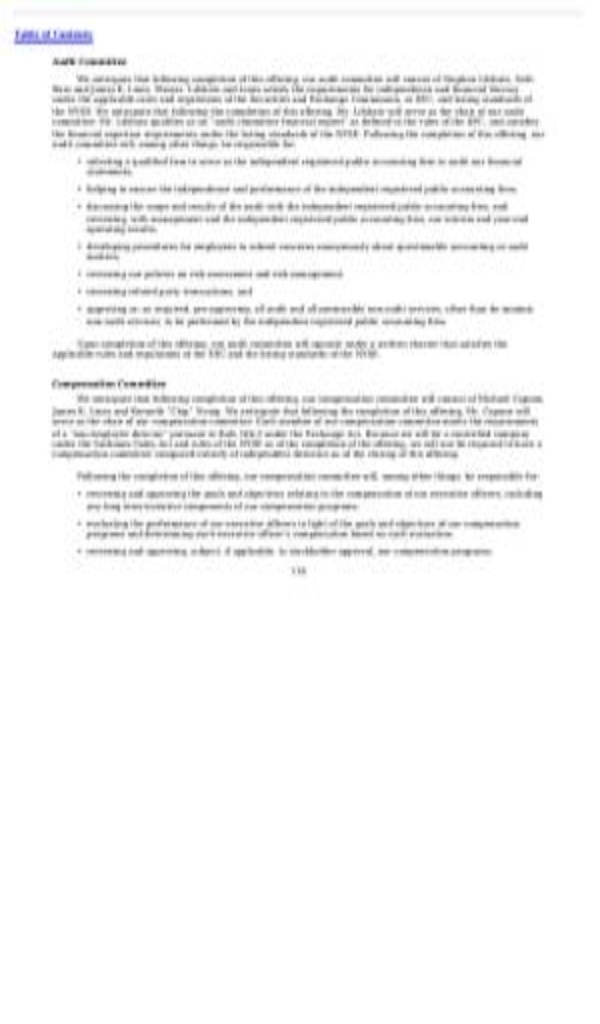 Table of Contents
Audit Committee
We anticipate that following completion of this offering, our audit committee will consist of Stephen
and James E. satisfy the requirements for independence and financial literacy
under the applicable rules and regulations of the Securities and Exchange Commission, or SEC, and listing standards of
the NYSE. We anticipate that following the completion of this offering, Mr. will serve as the chair of our audit
committee. Mr. qualifies as an "audit committee financial expert" as defined in the rules of the SEC, and satisfies
the financial expertise requirements under the listing standards of the NYSE. Following the completion of this offering, our
audit committee will, among other things, be responsible for:
• selecting a qualified firm to serve as the independent registered public accounting firm to audit our financial
statements;
• helping to ensure the independence and performance of the independent registered public accounting firm;
• discussing the scope and results of the audit with the independent registered public accounting firm, and
reviewing, with management and the independent registered public accounting firm, our interim and year-end
operating results;
• developing procedures for employees to submit concerns anonymously about questionable accounting or audit
matters;
• reviewing our policies on risk assessment and risk management;
• reviewing related party transactions; and
• approving or, as required, pre-approving, all audit and all permissible non-audit services, other than de minimis
non-audit services, to be performed by the independent registered public accounting firm.
Upon completion of this offering, our audit committee will operate under a written charter that satisfies the
applicable rules and regulations of the SEC and the listing standards of the NYSE.
Compensation Committee
We anticipate that following completion of this offering, our compensation committee will consist of Michael
James E. and Kenneth "Chip" We anticipate that following the completion of this offering, Mr. will
serve as the chair of our compensation committee. Each member of our compensation committee meets the requirements
of a "non-employee director" pursuant to Rule 16b-3 under the Exchange Act. Because we will be a controlled company
under the and rules of the NYSE as of the completion of the offering, we will not be required to have a
compensation committee composed entirely of independent directors as of the closing of this offering.
Following the completion of this offering, our compensation committee will, among other things, be responsible for:
• reviewing and approving the goals and objectives relating to the compensation of our executive officers, including
any long-term incentive components of our compensation programs;
• evaluating the performance of our executive officers in light of the goals and objectives of our compensation
programs and determining each executive officer's compensation based on such evaluation;
• reviewing and approving, subject, if applicable, to stockholder approval, our compensation programs;